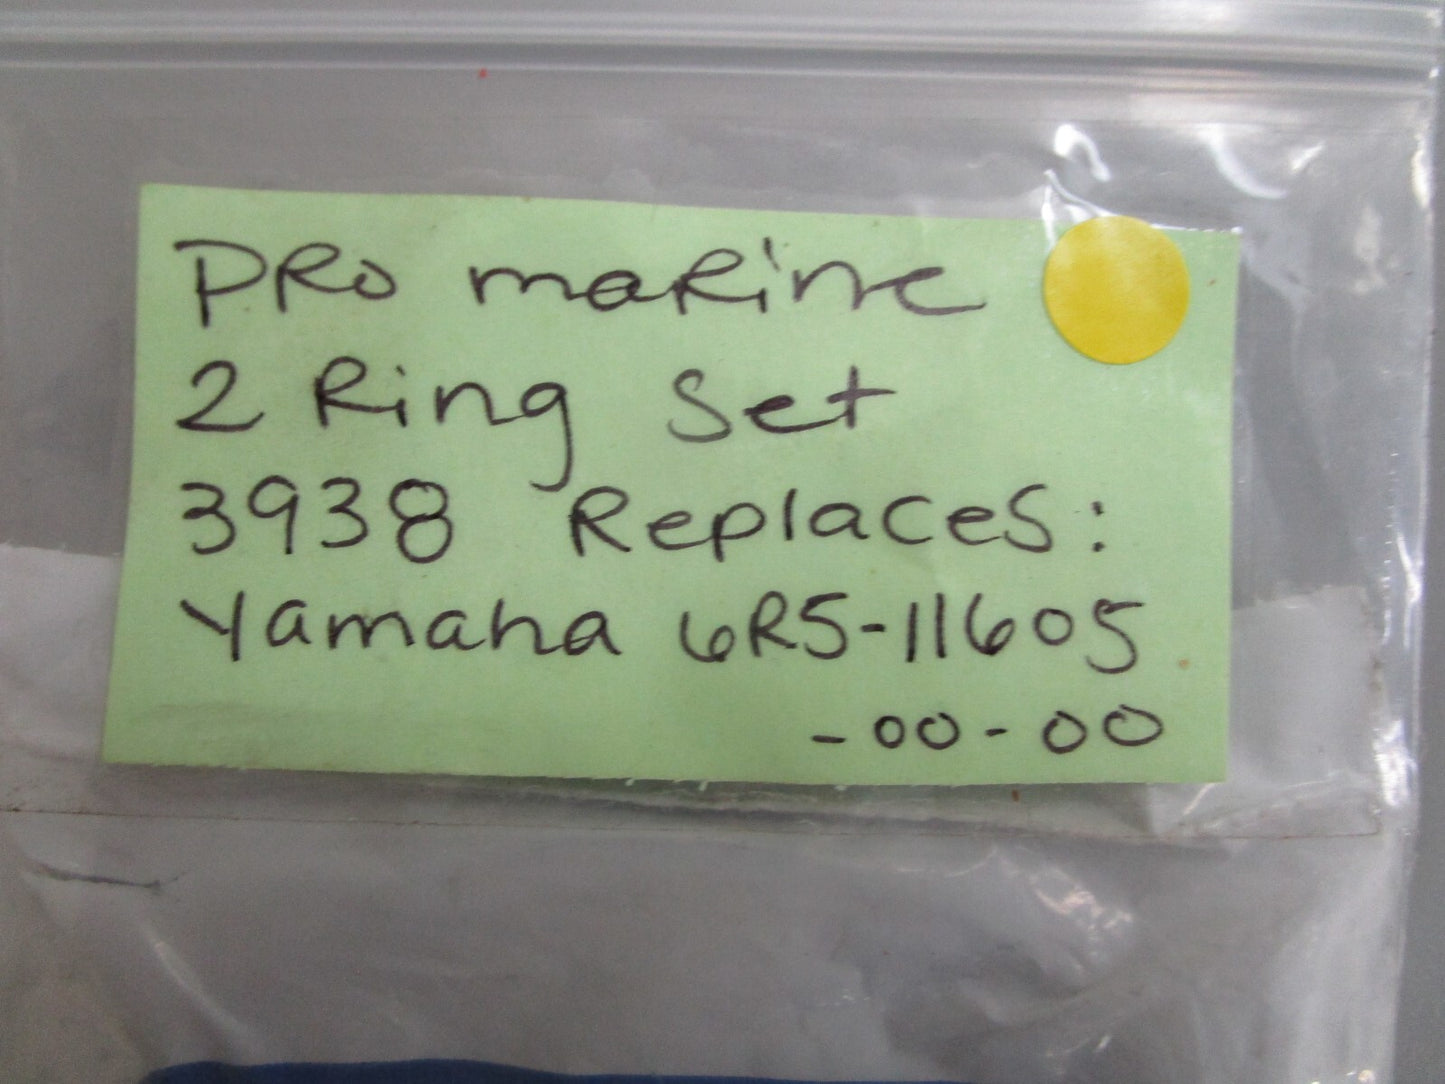 PRO maRine
2 Ring Set
3938 Replaces:
Yamaha 6R5-11605
-00-00